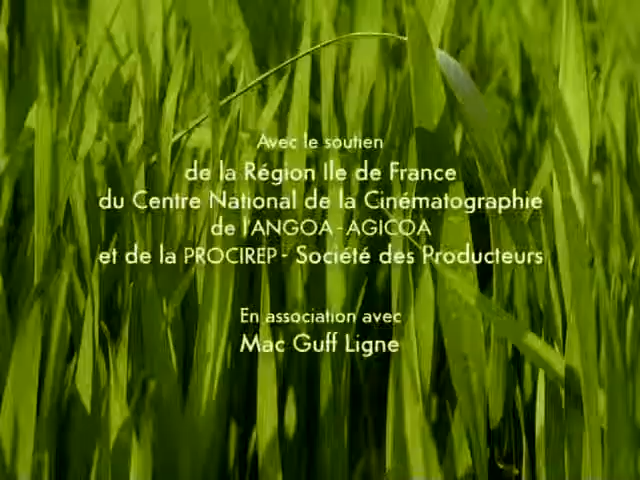 Avec le soutien
de la Région Ile de France
du Centre National de la Cinématographie
de l'ANGOA - AGICOA
et de la PROCIREP - Société des Producteurs
En association avec
Mac Guff Ligne